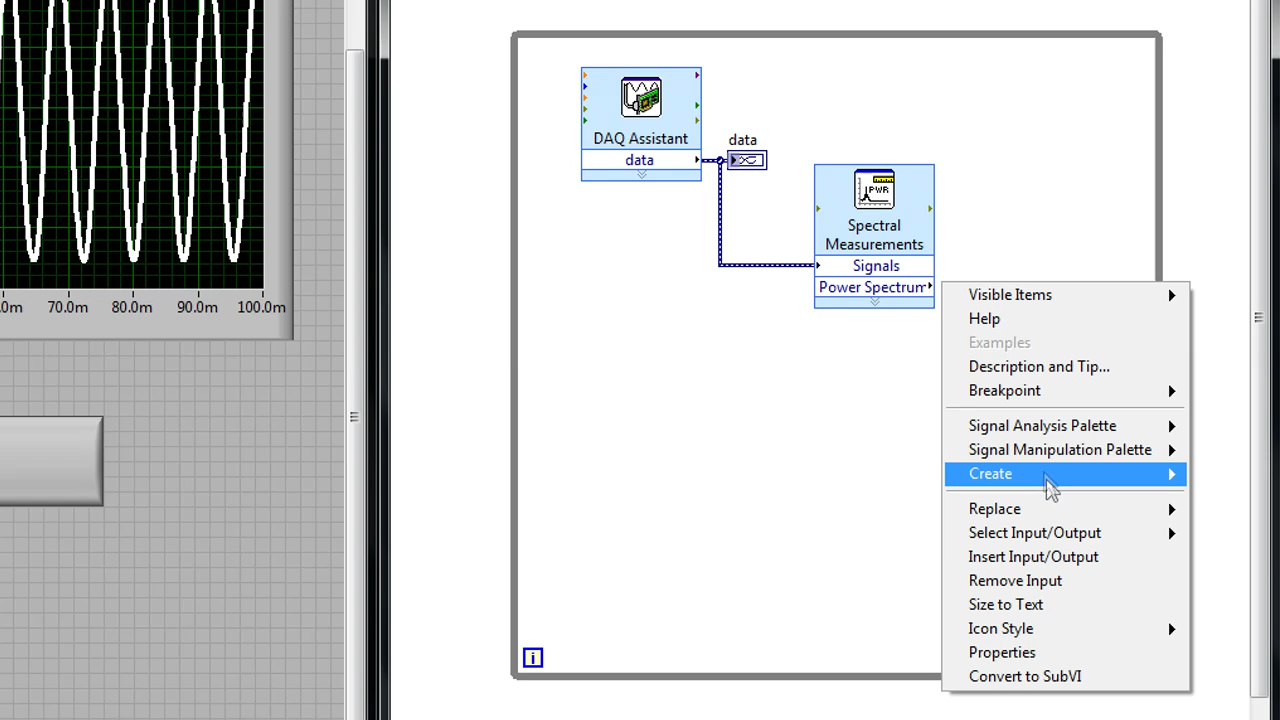 DAQ Assistant
data
data
PWR
Spectral
Measurements
Signals
Power Spectrum
0m
70.0m
80.0m
90.0m
100.0m
Visible Items
Help
Examples
Description and Tip...
Breakpoint
Signal Analysis Palette
Signal Manipulation Palette
Create
Replace
Select Input/Output
Insert Input/Output
Remove Input
Size to Text
Icon Style
Properties
Convert to SubVI
i